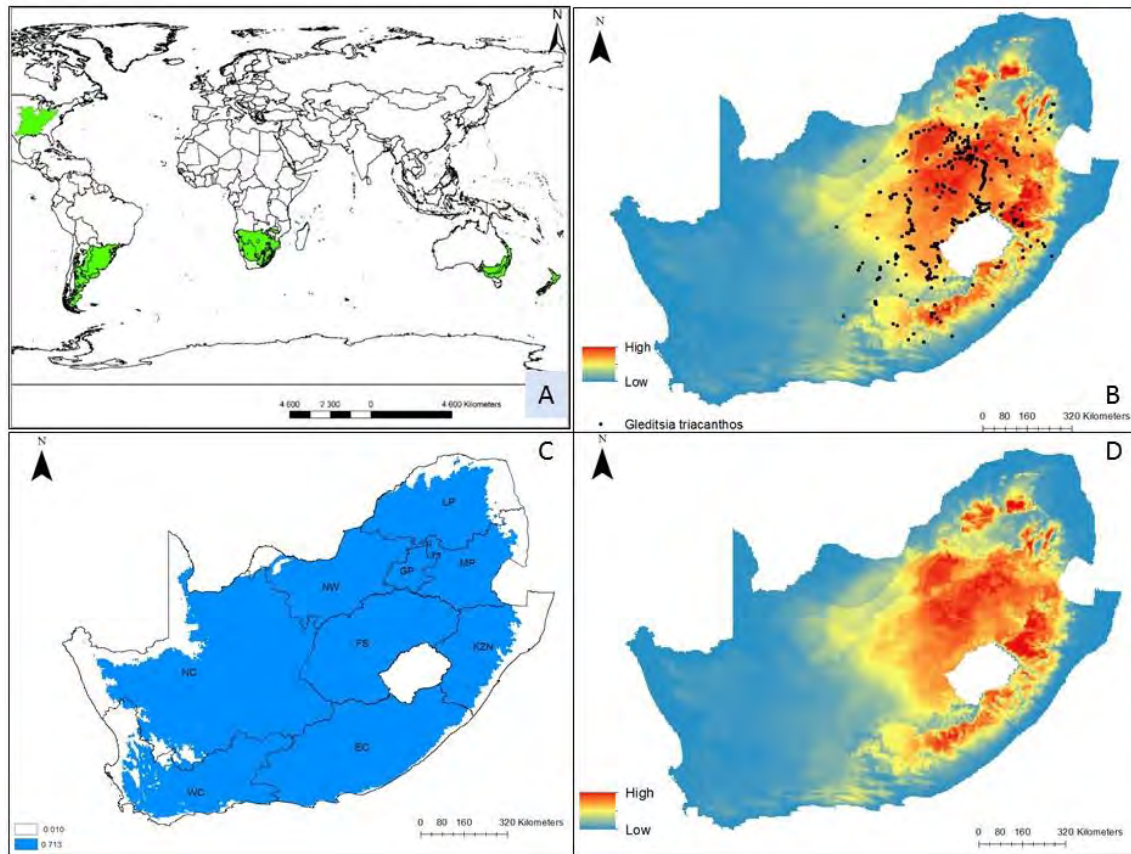 N
4 600 2 300 0 4 600 Kilometers
A
N
High
Low
Gleditsia triacanthos
0 80 160 320 Kilometers
B
N
C
LP
NW
GP
MP
FS
KZN
NC
EC
WC
0.010
0.713
0 80 160 320 Kilometers
N
D
High
Low
0 80 160 320 Kilometers